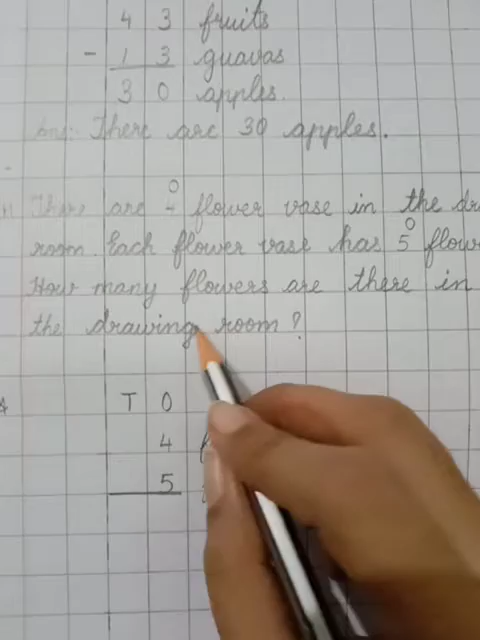 4 3 fruits
- 1 3 guavas
3 0 apples.
Ans: There are 30 apples.
O
There are 4 flower vase in the
O
room. Each flower vase has 5
How many flowers are there in
the drawing room?
T O
4
5